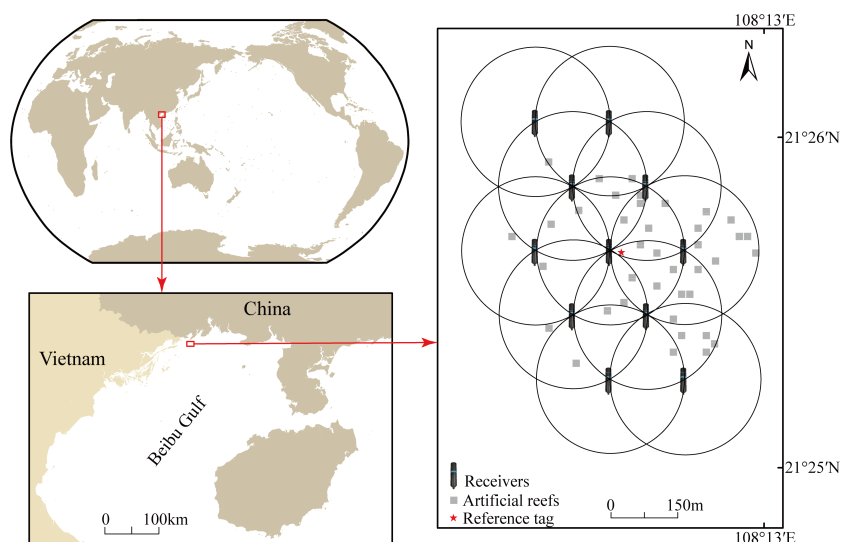 108°13′E
N
21°26′N
China
Vietnam
Beibu Gulf
0 100km
21°25′N
Receivers
Artificial reefs
Reference tag
0 150m
108°13′E